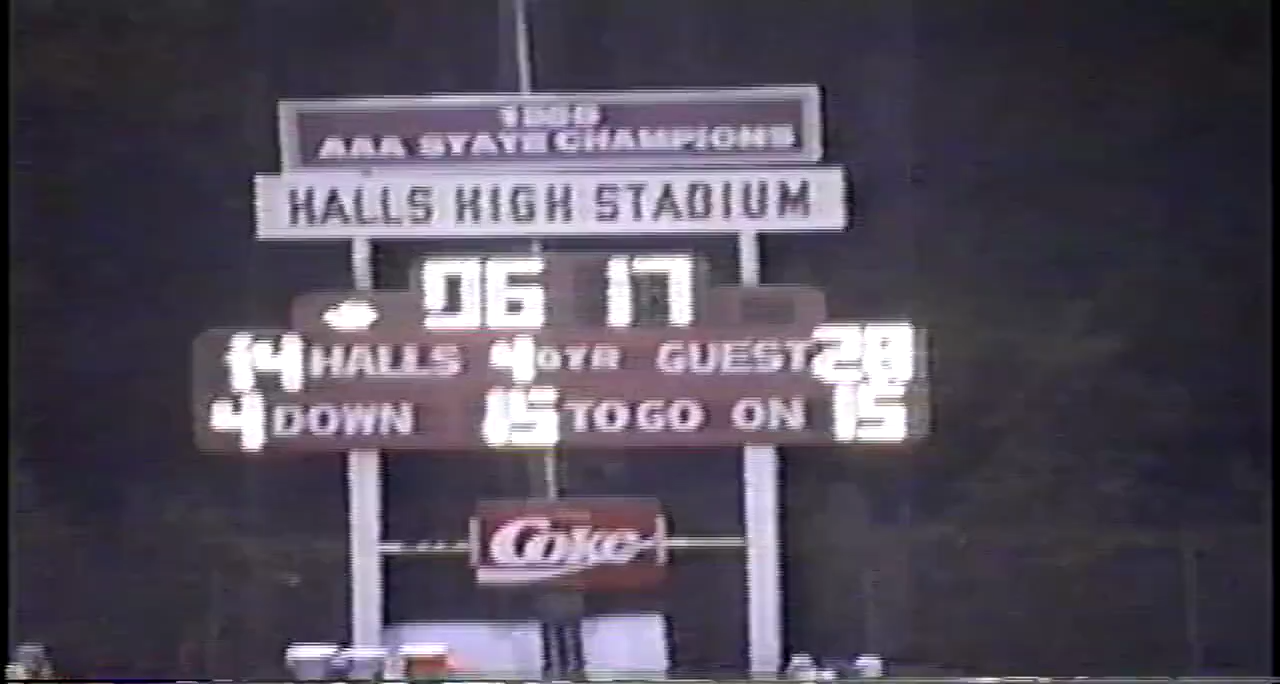 AAA STATE CHAMPIONS
HALLS HIGH STADIUM
06 17
14 HALLS 4 QTR GUEST 28
4 DOWN 15 TO GO ON 15
Coke